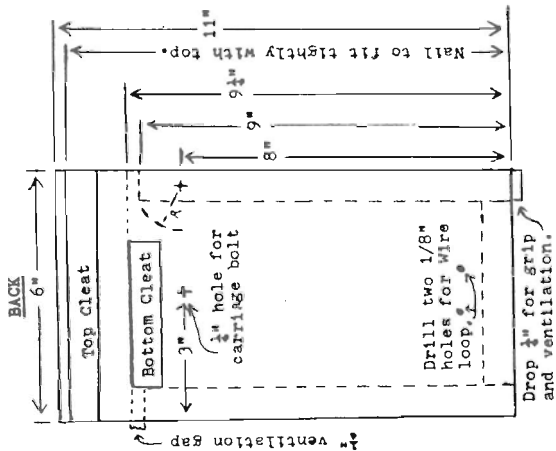 BACK
6"
Top Cleat
Bottom Cleat
3"
¼" hole for
carriage bolt
R
Drill two 1/8"
holes for wire
loop.
¼" ventilation gap
8"
9"
9¼"
Nail to fit tightly with top.
11"
Drop ¼" for grip
and ventilation.